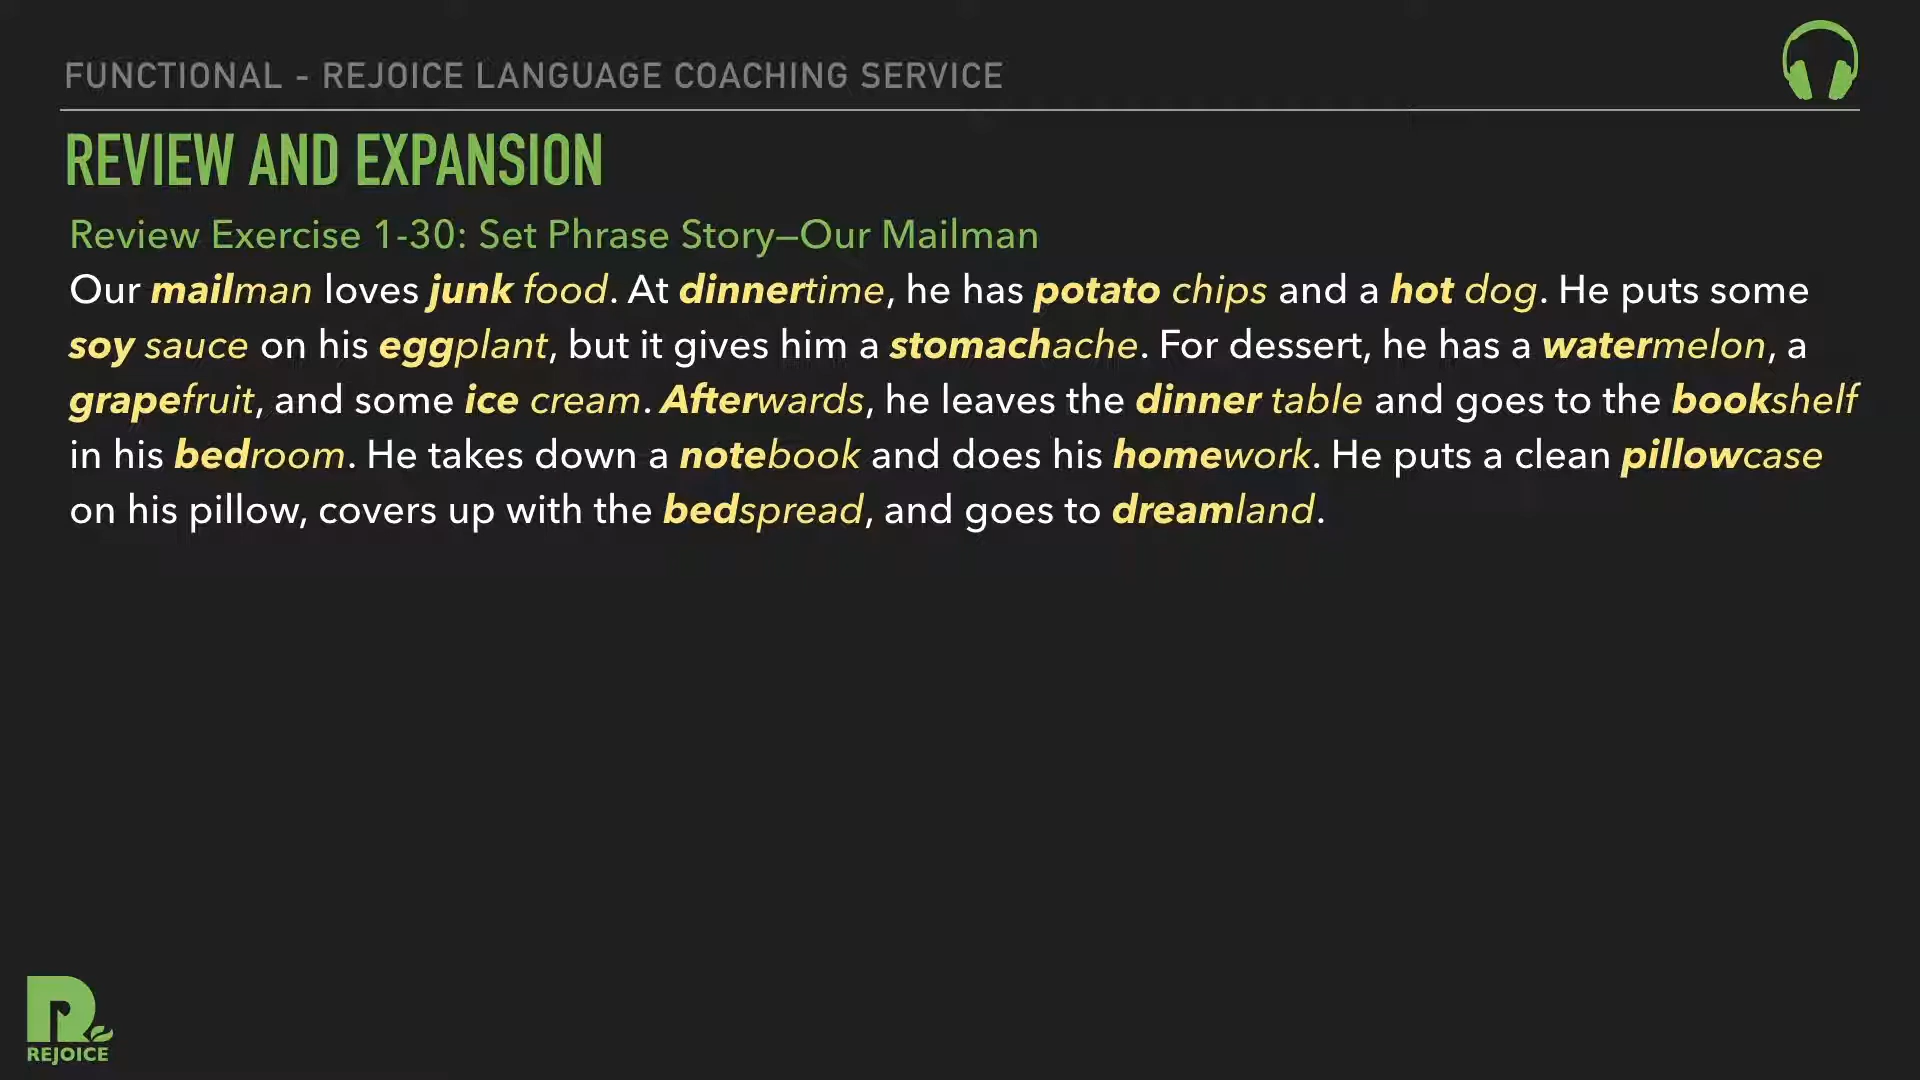 FUNCTIONAL - REJOICE LANGUAGE COACHING SERVICE
REVIEW AND EXPANSION
Review Exercise 1-30: Set Phrase Story—Our Mailman
Our mailman loves junk food. At dinnertime, he has potato chips and a hot dog. He puts some
soy sauce on his eggplant, but it gives him a stomachache. For dessert, he has a watermelon, a
grapefruit, and some ice cream. Afterwards, he leaves the dinner table and goes to the bookshelf
in his bedroom. He takes down a notebook and does his homework. He puts a clean pillowcase
on his pillow, covers up with the bedspread, and goes to dreamland.
REJOICE